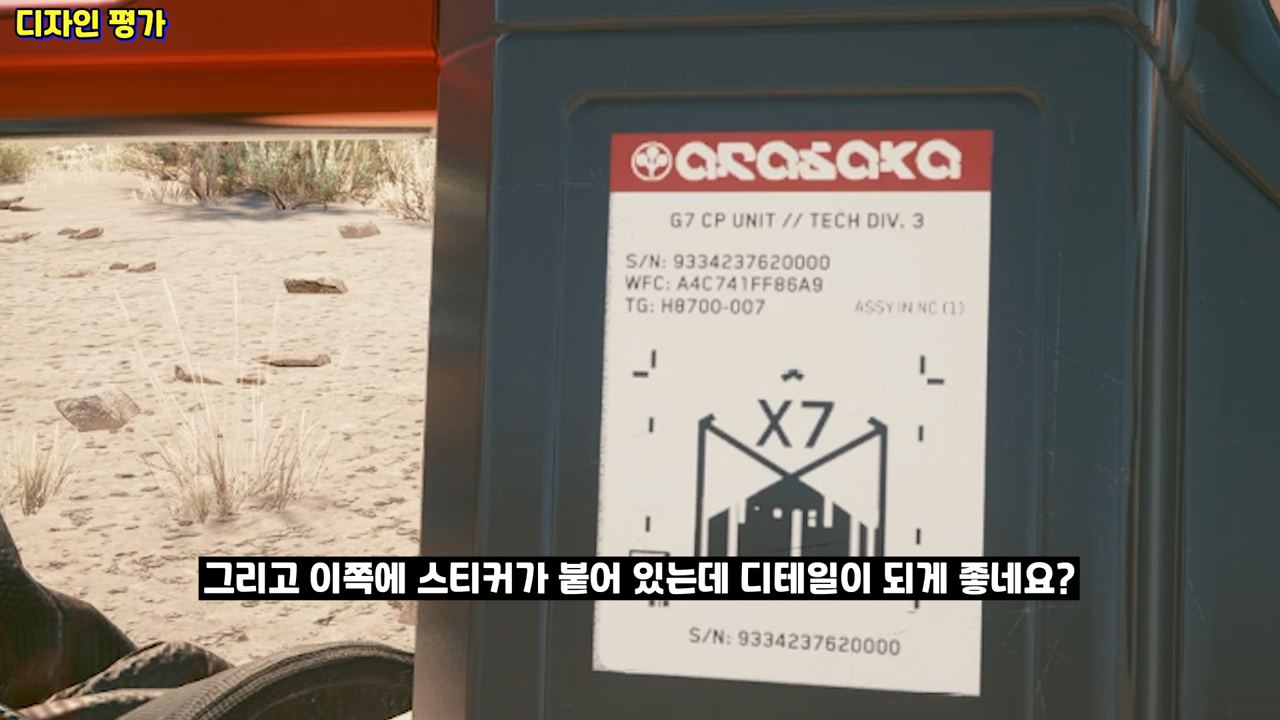 디자인 평가
arasaka
G7 CP UNIT // TECH DIV. 3
S/N: 9334237620000
WFC: A4C741FF86A9
TG: H8700-007
ASSY IN NC (1)
X7
그리고 이쪽에 스티커가 붙어 있는데 디테일이 되게 좋네요?
S/N: 9334237620000